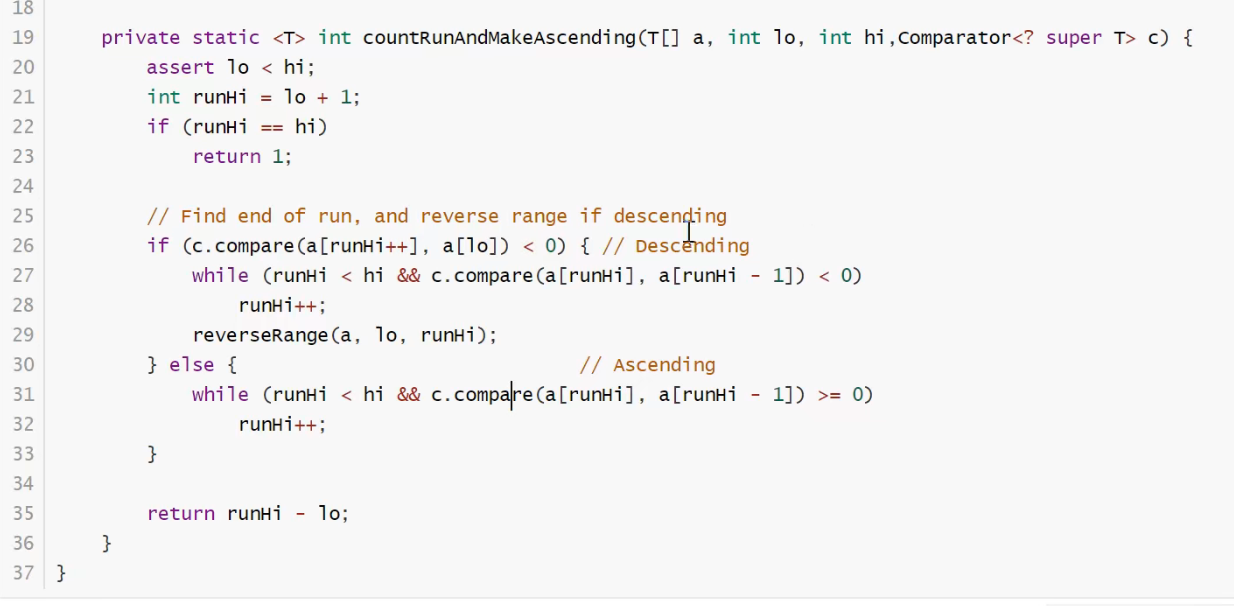 18
19 private static <T> int countRunAndMakeAscending(T[] a, int lo, int hi,Comparator<? super T> c) {
20 assert lo < hi;
21 int runHi = lo + 1;
22 if (runHi == hi)
23 return 1;
24
25 // Find end of run, and reverse range if descending
26 if (c.compare(a[runHi++], a[lo]) < 0) { // Descending
27 while (runHi < hi && c.compare(a[runHi], a[runHi - 1]) < 0)
28 runHi++;
29 reverseRange(a, lo, runHi);
30 } else { // Ascending
31 while (runHi < hi && c.compare(a[runHi], a[runHi - 1]) >= 0)
32 runHi++;
33 }
34
35 return runHi - lo;
36 }
37 }